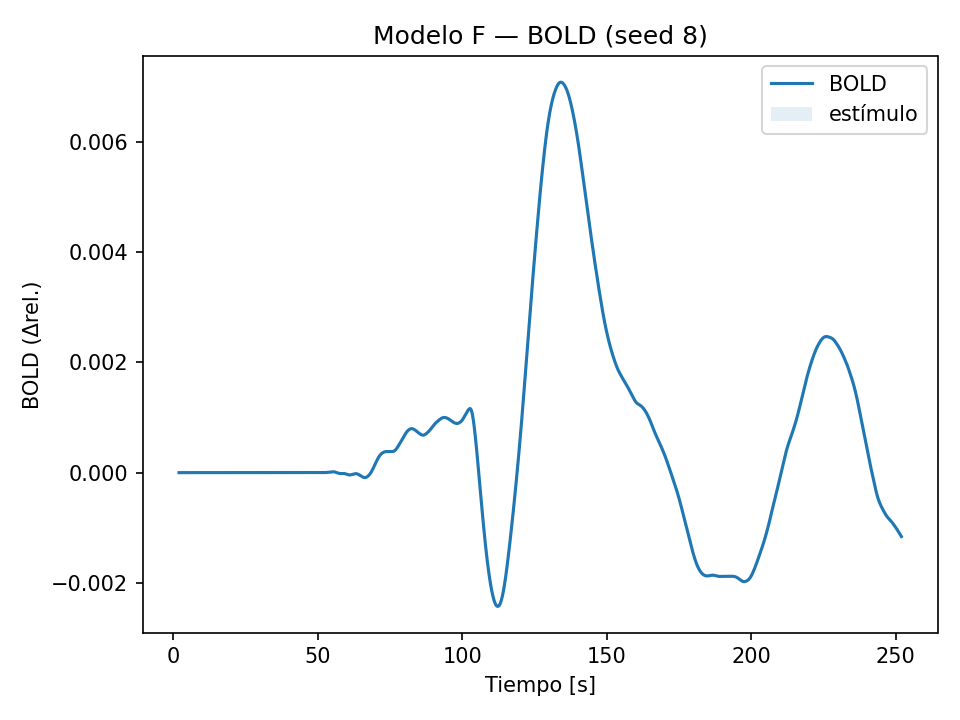 Modelo F — BOLD (seed 8)
BOLD
estímulo
0.006
0.004
0.002
0.000
−0.002
BOLD (Δrel.)
0
50
100
150
200
250
Tiempo [s]